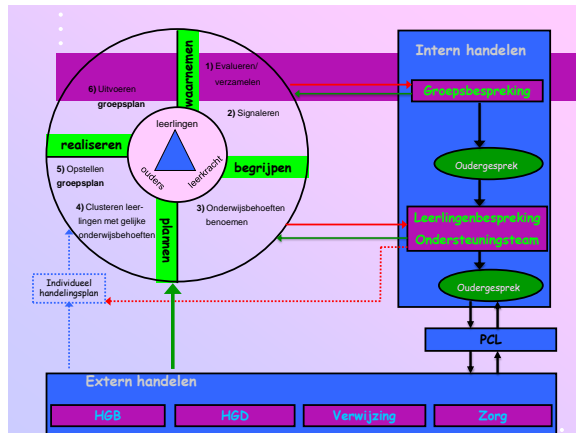 waarnemen
1) Evalueren/
verzamelen
2) Signaleren
begrijpen
3) Onderwijsbehoeften
benoemen
plannen
4) Clusteren leer-
lingen met gelijke
onderwijsbehoeften
5) Opstellen
groepsplan
realiseren
6) Uitvoeren
groepsplan
leerlingen
ouders
leerkracht
Individueel
handelingsplan
Intern handelen
Groepsbespreking
Oudergesprek
Leerlingenbespreking
Ondersteuningsteam
Oudergesprek
PCL
Extern handelen
HGB
HGD
Verwijzing
Zorg